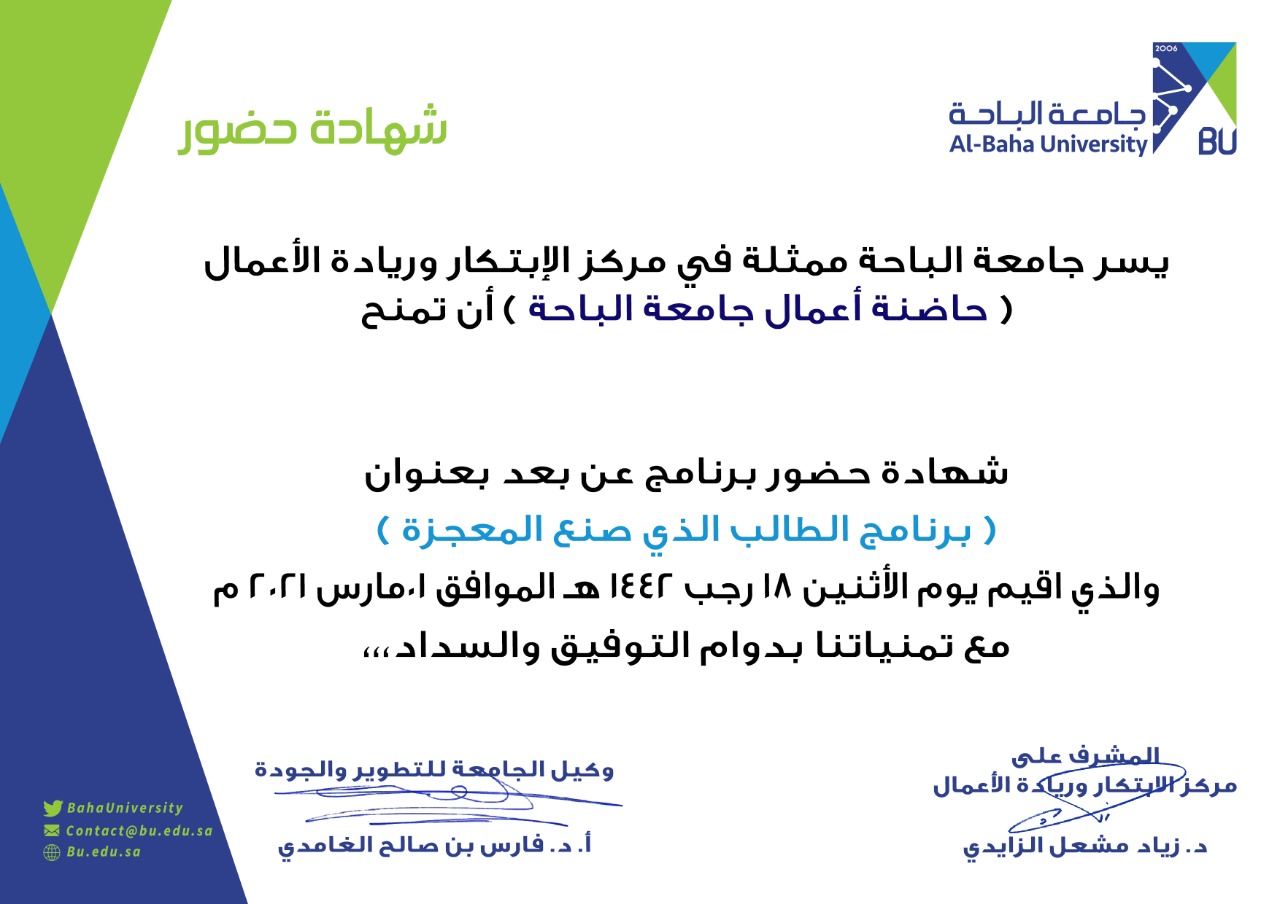 2006
جامعة الباحة
Al-Baha University
BU
شهادة حضور
يسر جامعة الباحة ممثلة في مركز الإبتكار وريادة الأعمال
( حاضنة أعمال جامعة الباحة ) أن تمنح
شهادة حضور برنامج عن بعد بعنوان
( برنامج الطالب الذي صنع المعجزة )
والذي اقيم يوم الأثنين ١٨ رجب ١٤٤٢ هـ الموافق ٠١مارس ٢٠٢١ م
مع تمنياتنا بدوام التوفيق والسداد،،،
المشرف على
مركز الابتكار وريادة الأعمال
د. زياد مشعل الزايدي
وكيل الجامعة للتطوير والجودة
أ. د. فارس بن صالح الغامدي
BahaUniversity
Contact@bu.edu.sa
Bu.edu.sa